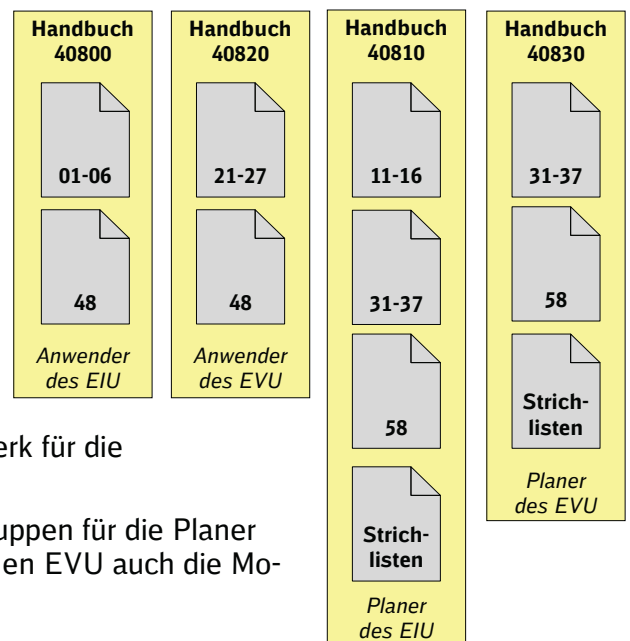 Handbuch
40800
01-06
48
Anwender
des EIU
Handbuch
40820
21-27
48
Anwender
des EVU
Handbuch
40810
11-16
31-37
58
Strich-
listen
Planer
des EIU
Handbuch
40830
31-37
58
Strich-
listen
Planer
des EVU
erk für die
uppen für die Planer
en EVU auch die Mo-